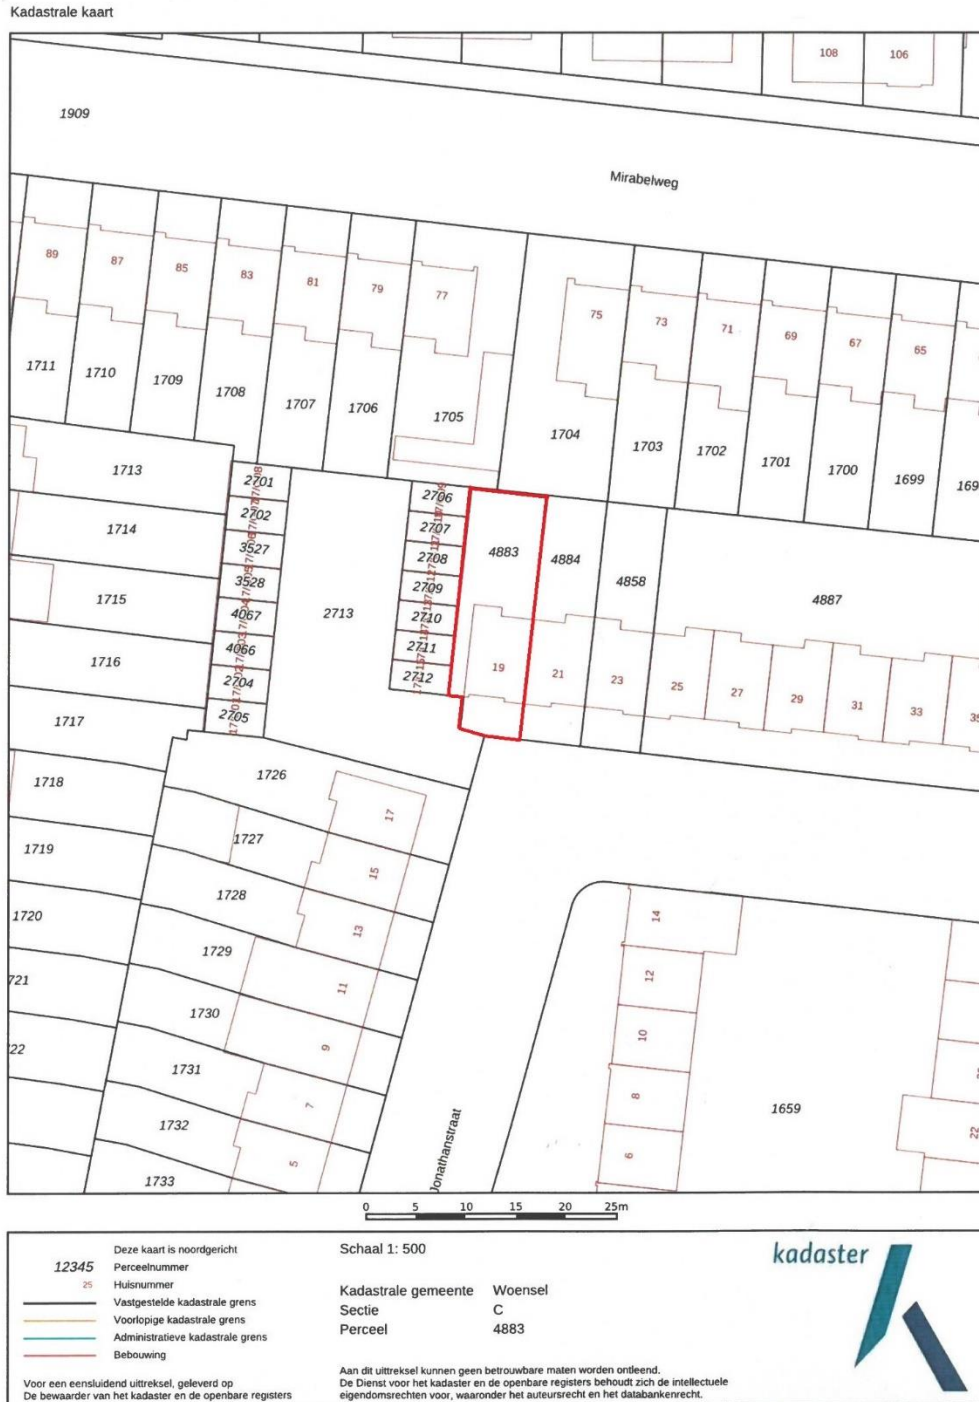 Kadastrale kaart
108 106
1909
Mirabelweg
89 87 85 83 81 79 77 75 73 71 69 67 65
1711 1710 1709 1708 1707 1706 1705 1704 1703 1702 1701 1700 1699
1713 2701 2706
1714 2702 2707
3527 2708 4883 4884
1715 3528 2709 4858 4887
4067 2713 2710
1716 4066 2711
2704 2712 19 21 23 25 27 29 31 33
1717 2705
1718 1726
17
1719 1727
15
1720 1728
13 14
1729
11 12
1730
9 10
1731
7 8 1659
1732
5 6 22
1733
Jonathanstraat
0 5 10 15 20 25m
Deze kaart is noordgericht
12345 Perceelnummer
25 Huisnummer
Vastgestelde kadastrale grens
Voorlopige kadastrale grens
Administratieve kadastrale grens
Bebouwing
Voor een eensluidend uittreksel, geleverd op
De bewaarder van het kadaster en de openbare registers
Schaal 1: 500
Kadastrale gemeente Woensel
Sectie C
Perceel 4883
Aan dit uittreksel kunnen geen betrouwbare maten worden ontleend.
De Dienst voor het kadaster en de openbare registers behoudt zich de intellectuele
eigendomsrechten voor, waaronder het auteursrecht en het databankenrecht.
kadaster